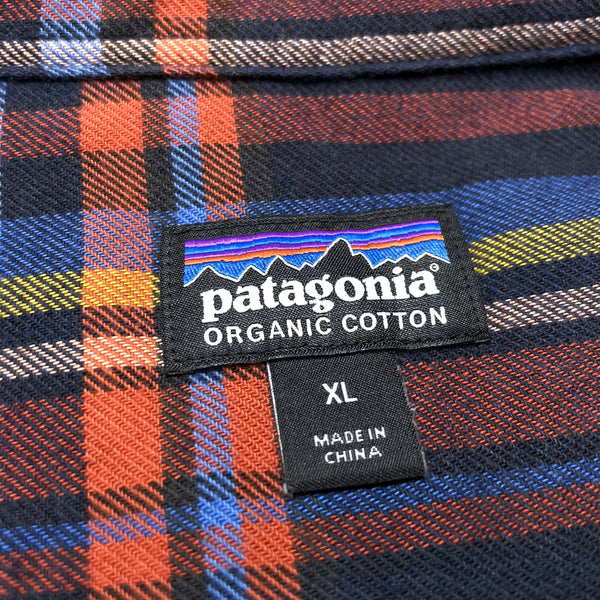 patagonia®
ORGANIC COTTON
XL
MADE IN
CHINA